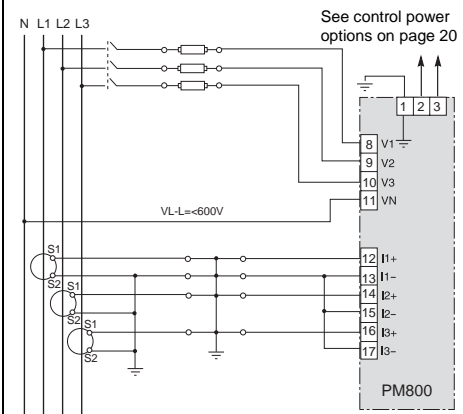 See control power
options on page 20
N L1 L2 L3
1 2 3
8 V1
9 V2
10 V3
11 VN
VL-L=<600V
S1
S2
S1
S2
S1
S2
12 I1+
13 I1–
14 I2+
15 I2–
16 I3+
17 I3–
PM800